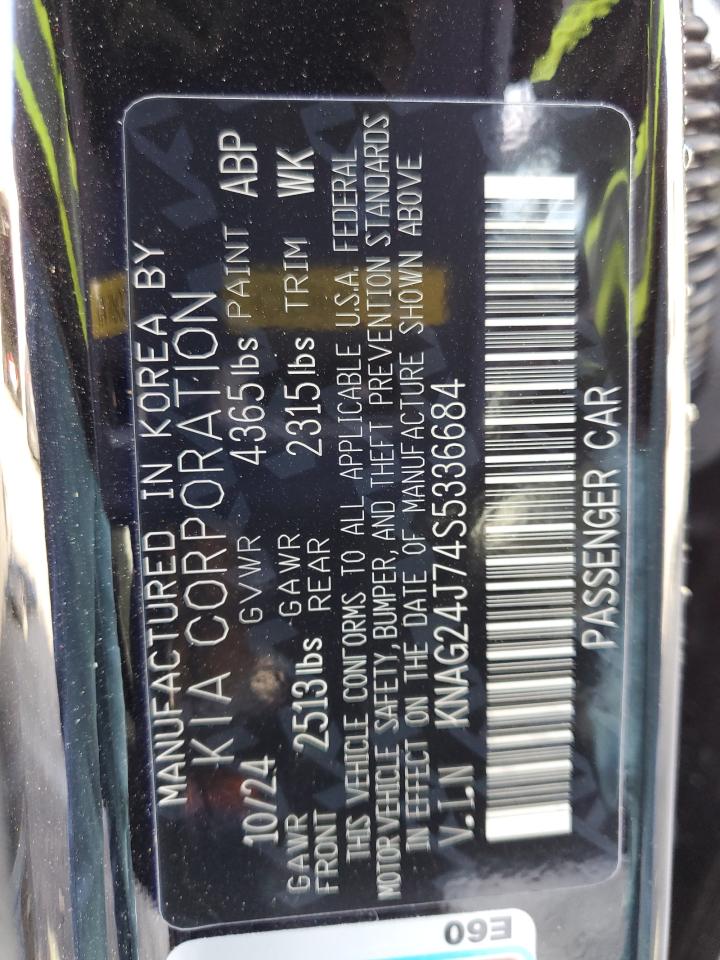 MANUFACTURED IN KOREA BY
KIA CORPORATION
10/24 GVWR 4365lbs PAINT ABP
GAWR FRONT 2513lbs GAWR REAR 2315lbs TRIM WK
THIS VEHICLE CONFORMS TO ALL APPLICABLE U.S.A. FEDERAL
MOTOR VEHICLE SAFETY, BUMPER, AND THEFT PREVENTION STANDARDS
IN EFFECT ON THE DATE OF MANUFACTURE SHOWN ABOVE
V.I.N KNAG24J74S5336684
PASSENGER CAR
E60